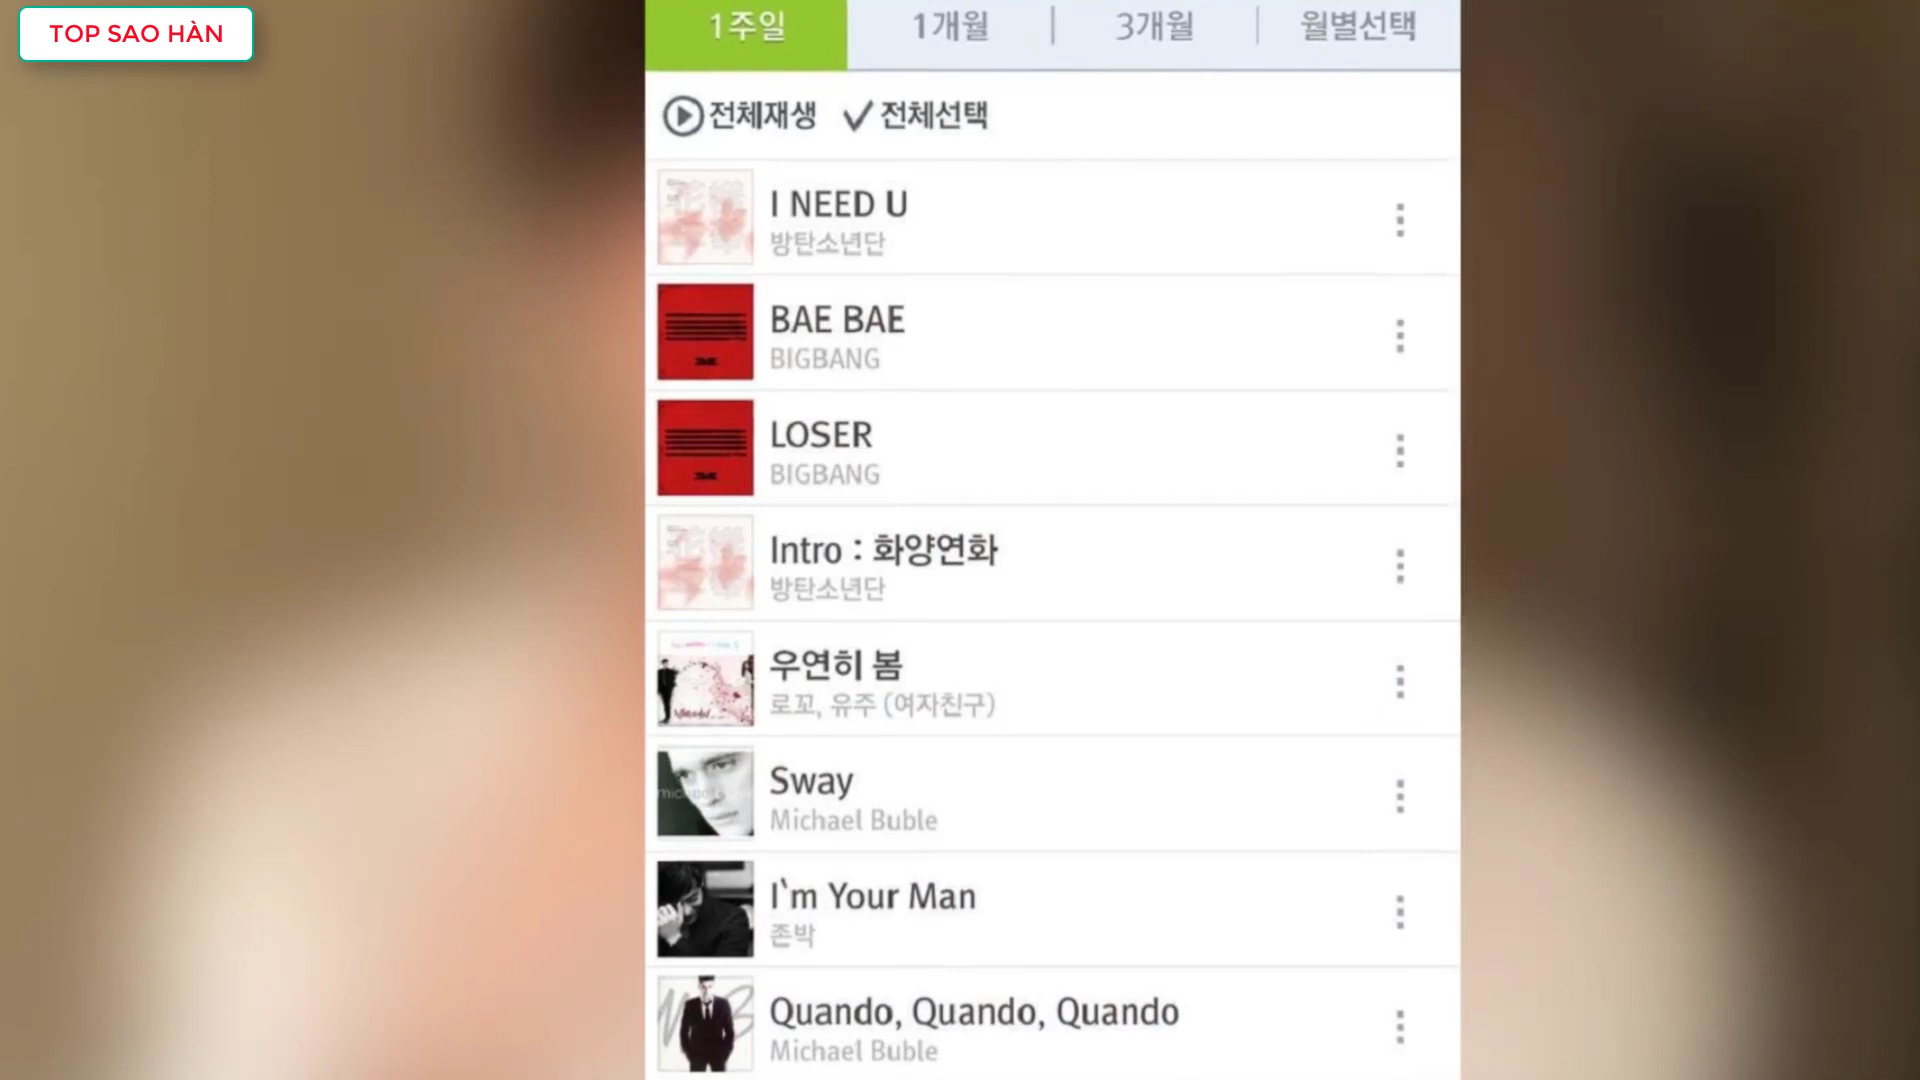 TOP SAO HÀN
1주일 1개월 3개월 월별선택
전체재생 전체선택
I NEED U
방탄소년단
BAE BAE
BIGBANG
LOSER
BIGBANG
Intro : 화양연화
방탄소년단
우연히 봄
로꼬, 유주 (여자친구)
Sway
Michael Buble
I`m Your Man
존박
Quando, Quando, Quando
Michael Buble